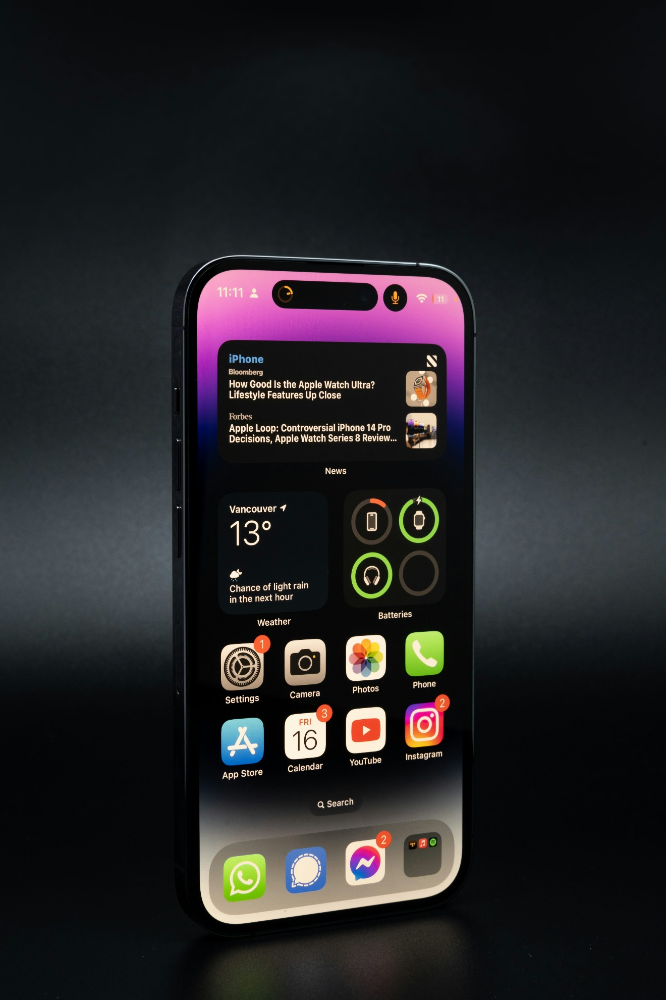 11:11
11
iPhone
Bloomberg
How Good Is the Apple Watch Ultra?
Lifestyle Features Up Close
Forbes
Apple Loop: Controversial iPhone 14 Pro
Decisions, Apple Watch Series 8 Review...
News
Vancouver
13°
Chance of light rain
in the next hour
Weather
Batteries
1
Settings
Camera
Photos
Phone
App Store
3
FRI
16
Calendar
YouTube
2
Instagram
Search
2